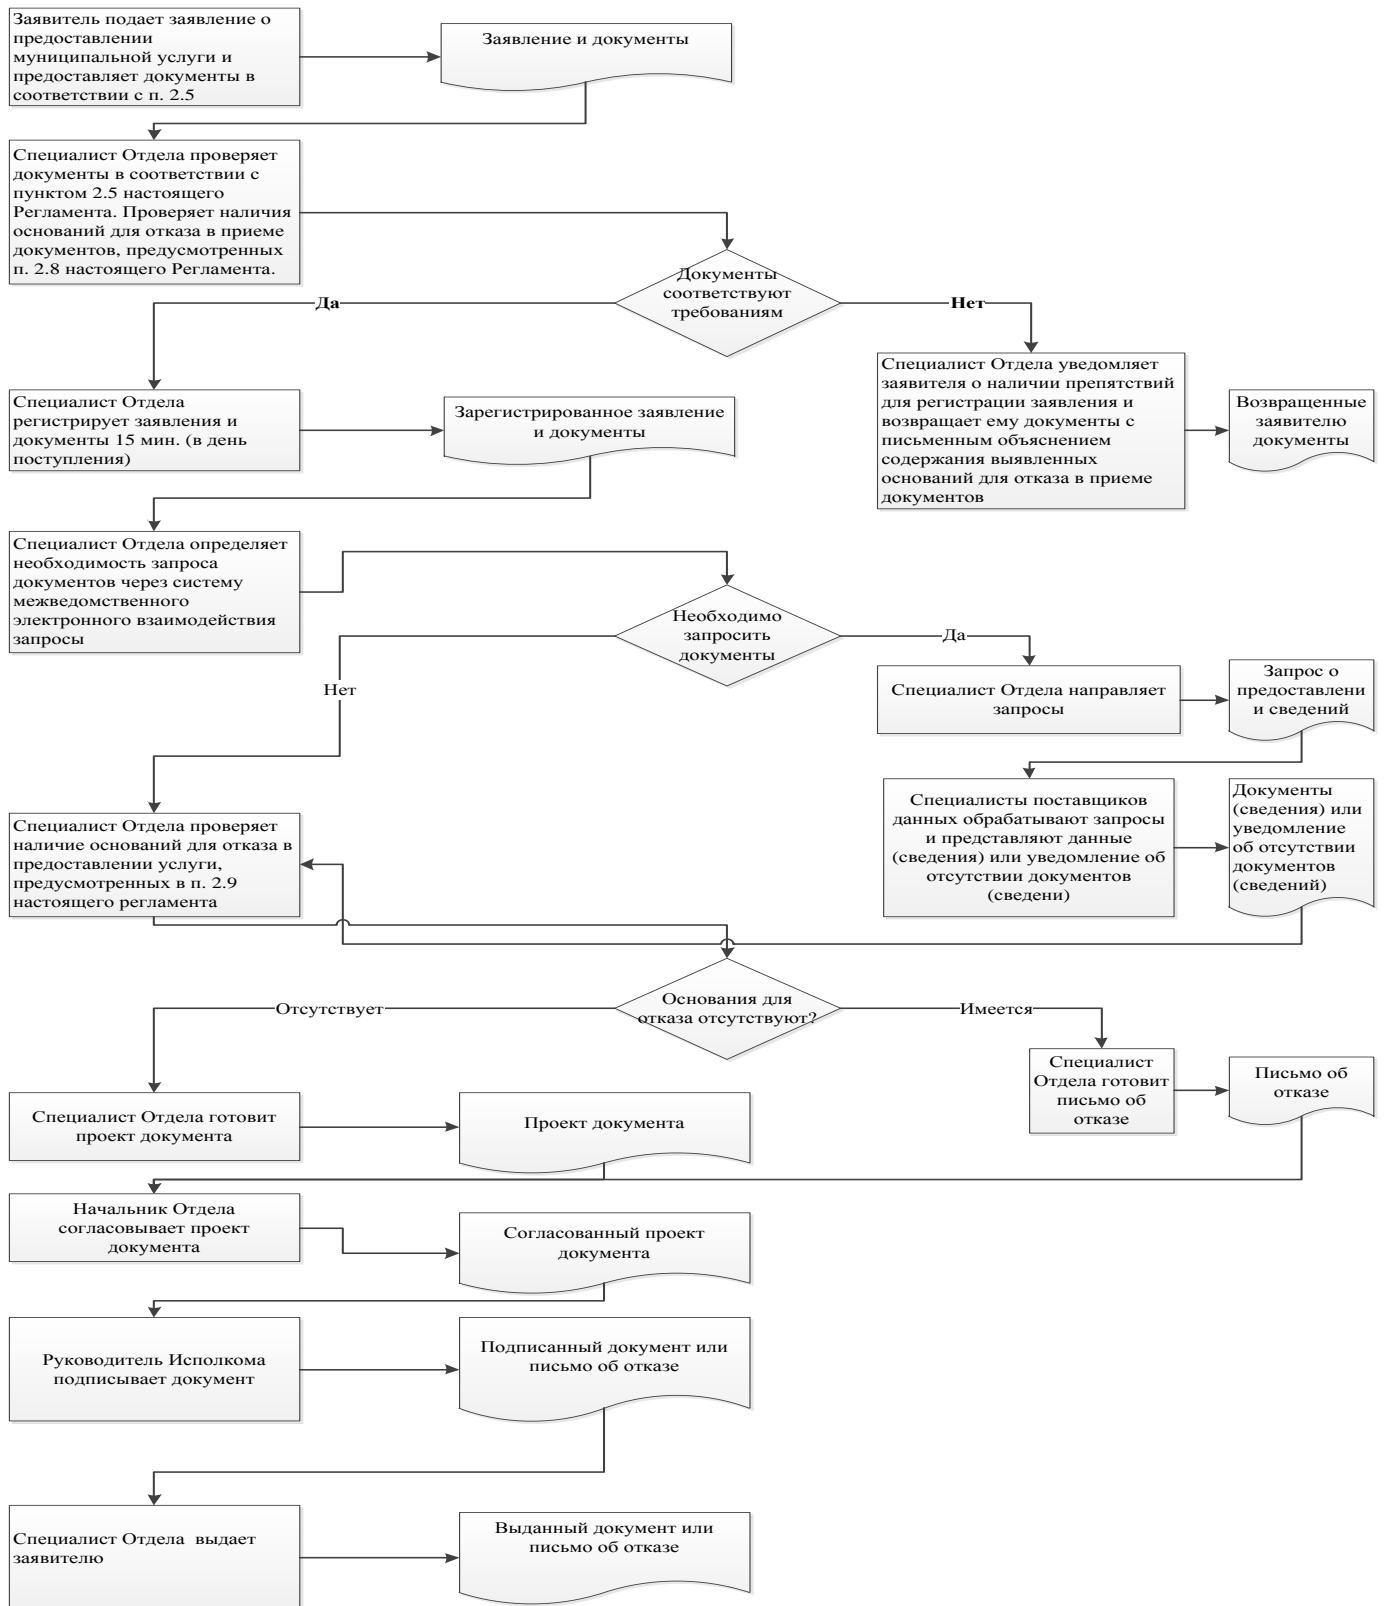 Заявитель подает заявление о
предоставлении
муниципальной услуги и
предоставляет документы в
соответствии с п. 2.5
Заявление и документы
Специалист Отдела проверяет
документы в соответствии с
пунктом 2.5 настоящего
Регламента. Проверяет наличия
оснований для отказа в приеме
документов, предусмотренных
п. 2.8 настоящего Регламента.
Документы
соответствуют
требованиям
Да
Нет
Специалист Отдела
регистрирует заявления и
документы 15 мин. (в день
поступления)
Зарегистрированное заявление
и документы
Специалист Отдела уведомляет
заявителя о наличии препятствий
для регистрации заявления и
возвращает ему документы с
письменным объяснением
содержания выявленных
оснований для отказа в приеме
документов
Возвращенные
заявителю
документы
Специалист Отдела определяет
необходимость запроса
документов через систему
межведомственного
электронного взаимодействия
запросы
Необходимо
запросить
документы
Да
Нет
Специалист Отдела направляет
запросы
Запрос о
предоставлени
и сведений
Специалисты поставщиков
данных обрабатывают запросы
и представляют данные
(сведения) или уведомление об
отсутствии документов
(сведени)
Документы
(сведения) или
уведомление
об отсутствии
документов
(сведений)
Специалист Отдела проверяет
наличие оснований для отказа в
предоставлении услуги,
предусмотренных в п. 2.9
настоящего регламента
Основания для
отказа отсутствуют?
Отсутствует
Имеется
Специалист
Отдела готовит
письмо об
отказе
Письмо об
отказе
Специалист Отдела готовит
проект документа
Проект документа
Начальник Отдела
согласовывает проект
документа
Согласованный проект
документа
Руководитель Исполкома
подписывает документ
Подписанный документ или
письмо об отказе
Специалист Отдела  выдает
заявителю
Выданный документ или
письмо об отказе